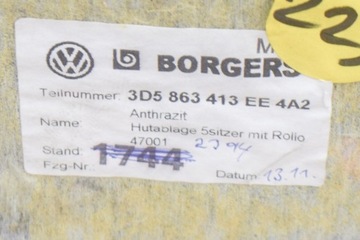 BORGERS
Teilnummer: 3D5 863 413 EE 4A2
Anthrazit
Name: Hutablage 5sitzer mit Rollo
47001 2794
Stand: 1744
Fzg-Nr.:
Datum 13.11.